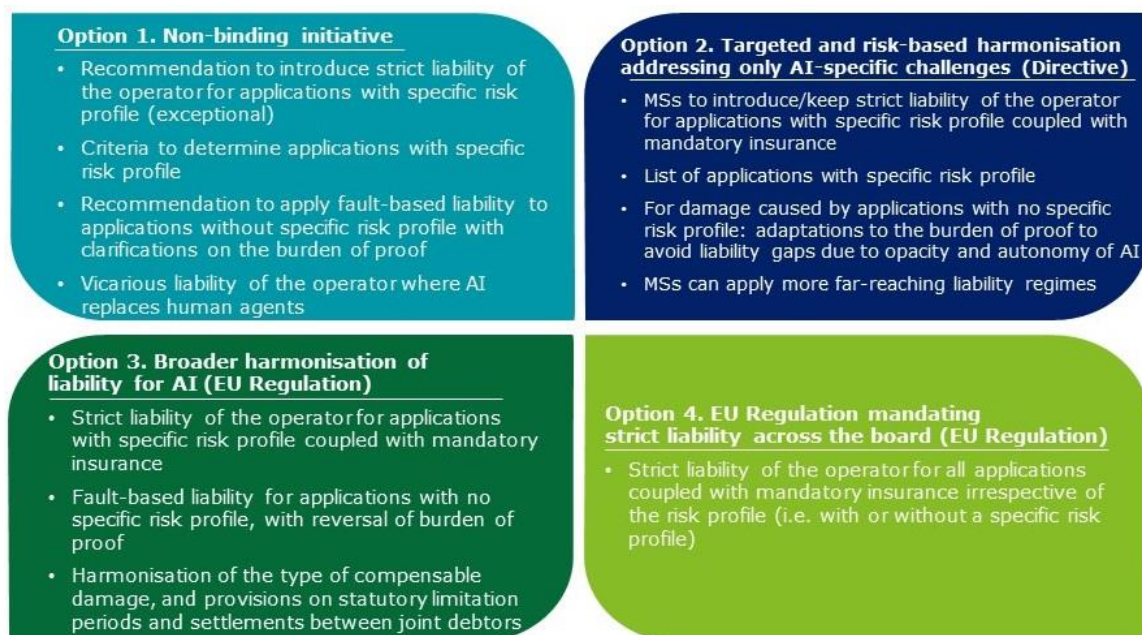 Option 1. Non-binding initiative
• Recommendation to introduce strict liability of
the operator for applications with specific risk
profile (exceptional)
• Criteria to determine applications with specific
risk profile
• Recommendation to apply fault-based liability to
applications without specific risk profile with
clarifications on the burden of proof
• Vicarious liability of the operator where AI
replaces human agents
Option 2. Targeted and risk-based harmonisation
addressing only AI-specific challenges (Directive)
• MSs to introduce/keep strict liability of the operator
for applications with specific risk profile coupled with
mandatory insurance
• List of applications with specific risk profile
• For damage caused by applications with no specific
risk profile: adaptations to the burden of proof to
avoid liability gaps due to opacity and autonomy of AI
• MSs can apply more far-reaching liability regimes
Option 3. Broader harmonisation of
liability for AI (EU Regulation)
• Strict liability of the operator for applications
with specific risk profile coupled with mandatory
insurance
• Fault-based liability for applications with no
specific risk profile, with reversal of burden of
proof
• Harmonisation of the type of compensable
damage, and provisions on statutory limitation
periods and settlements between joint debtors
Option 4. EU Regulation mandating
strict liability across the board (EU Regulation)
• Strict liability of the operator for all applications
coupled with mandatory insurance irrespective of
the risk profile (i.e. with or without a specific risk
profile)